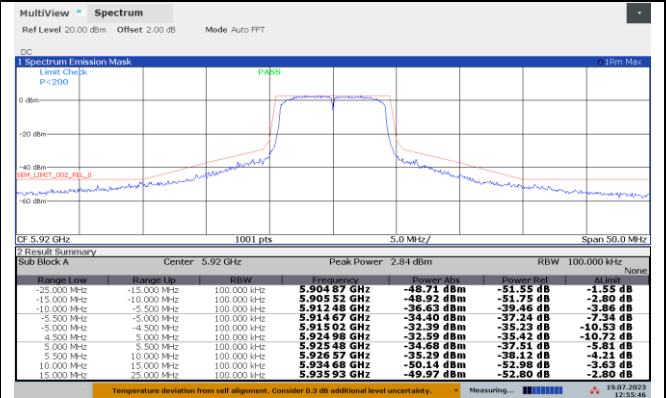 MultiView Spectrum
Ref Level 20.00 dBm Offset 2.00 dB Mode Auto FFT
DC
1 Spectrum Emission Mask 1Rm Max
Limit Check PASS
P<200
0 dBm
-20 dBm
-40 dBm
SEM_LIMIT_002_REL_0
-60 dBm
CF 5.92 GHz 1001 pts 5.0 MHz/ Span 50.0 MHz
2 Result Summary
Sub Block A Center 5.92 GHz Peak Power 2.84 dBm RBW 100.000 kHz
None
Range Low Range Up RBW Frequency Power Abs Power Rel ΔLimit
-25.000 MHz -15.000 MHz 100.000 kHz 5.904 87 GHz -48.71 dBm -51.55 dB -1.55 dB
-15.000 MHz -10.000 MHz 100.000 kHz 5.905 52 GHz -48.92 dBm -51.75 dB -2.80 dB
-10.000 MHz -5.500 MHz 100.000 kHz 5.912 48 GHz -36.63 dBm -39.46 dB -3.86 dB
-5.500 MHz -5.000 MHz 100.000 kHz 5.914 67 GHz -34.40 dBm -37.24 dB -7.34 dB
-5.000 MHz -4.500 MHz 100.000 kHz 5.915 02 GHz -32.39 dBm -35.23 dB -10.53 dB
4.500 MHz 5.000 MHz 100.000 kHz 5.924 98 GHz -32.59 dBm -35.42 dB -10.72 dB
5.000 MHz 5.500 MHz 100.000 kHz 5.925 48 GHz -34.68 dBm -37.51 dB -5.81 dB
5.500 MHz 10.000 MHz 100.000 kHz 5.926 57 GHz -35.29 dBm -38.12 dB -4.21 dB
10.000 MHz 15.000 MHz 100.000 kHz 5.934 68 GHz -50.14 dBm -52.98 dB -3.63 dB
15.000 MHz 25.000 MHz 100.000 kHz 5.935 93 GHz -49.97 dBm -52.80 dB -2.80 dB
Temperature deviation from self alignment. Consider 0.3 dB additional level uncertainty. Measuring... 19.07.2023
12:55:46